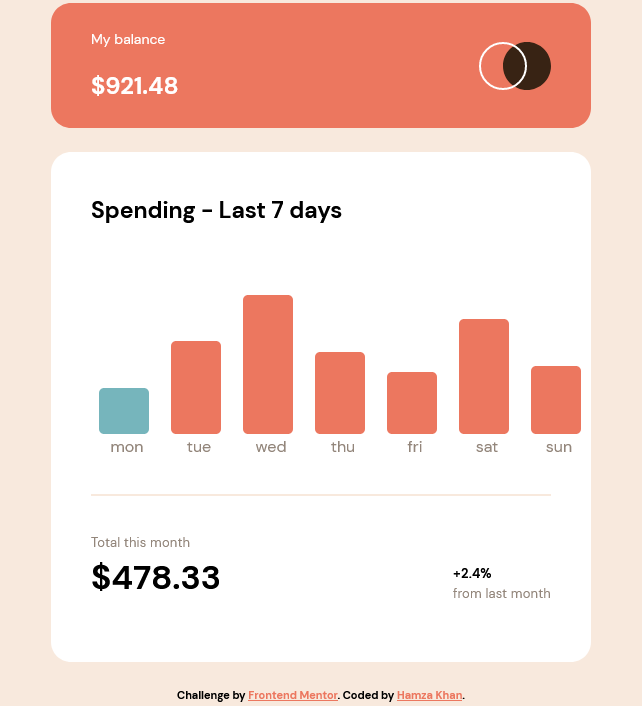 My balance
$921.48
Spending - Last 7 days
mon tue wed thu fri sat sun
Total this month
$478.33
+2.4%
from last month
Challenge by Frontend Mentor. Coded by Hamza Khan.